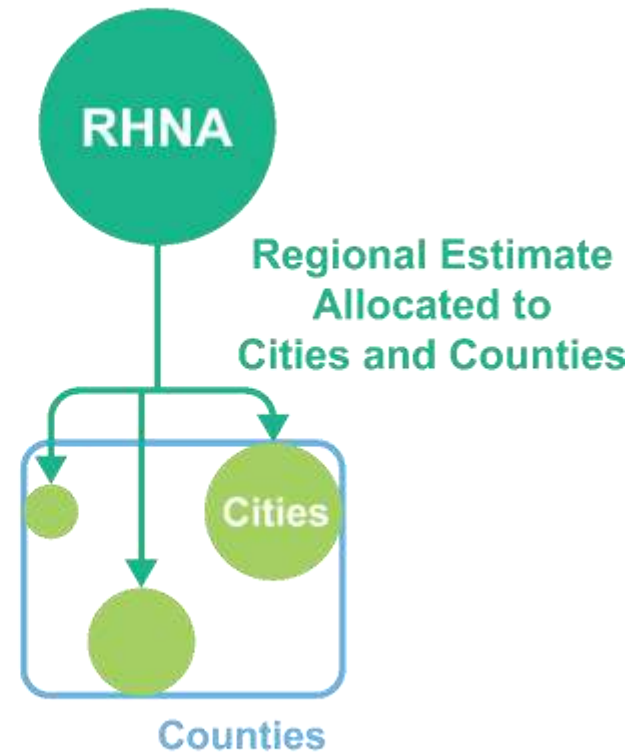 RHNA
Regional Estimate
Allocated to
Cities and Counties
Cities
Counties